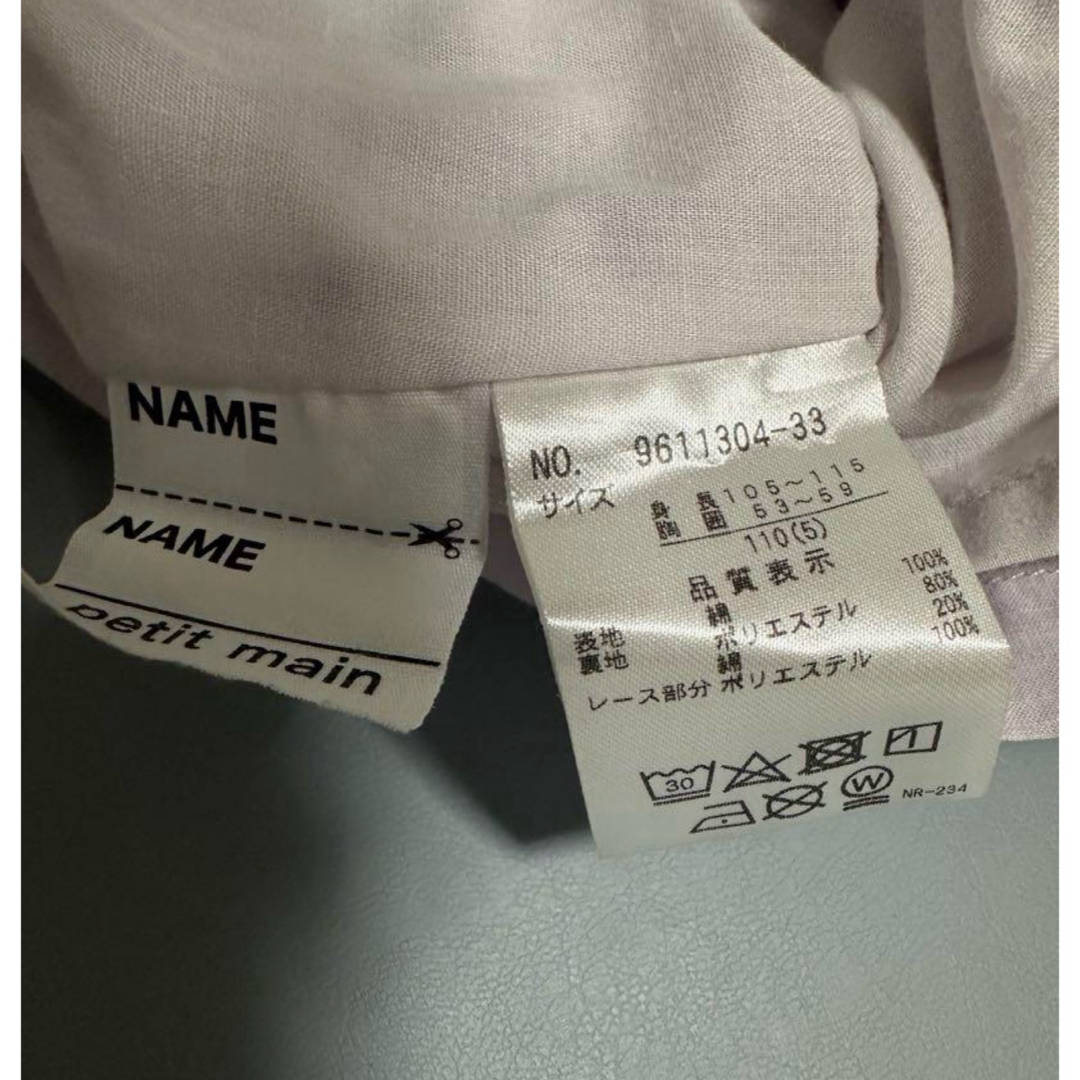 NAME
NAME
petit main
NO. 9611304-33
サイズ 身長105〜115
胸囲 53〜59
110(5)
品質表示
表地 綿 100%
裏地 ポリエステル 80%
綿 20%
レース部分 ポリエステル 100%
30
W
NR-234